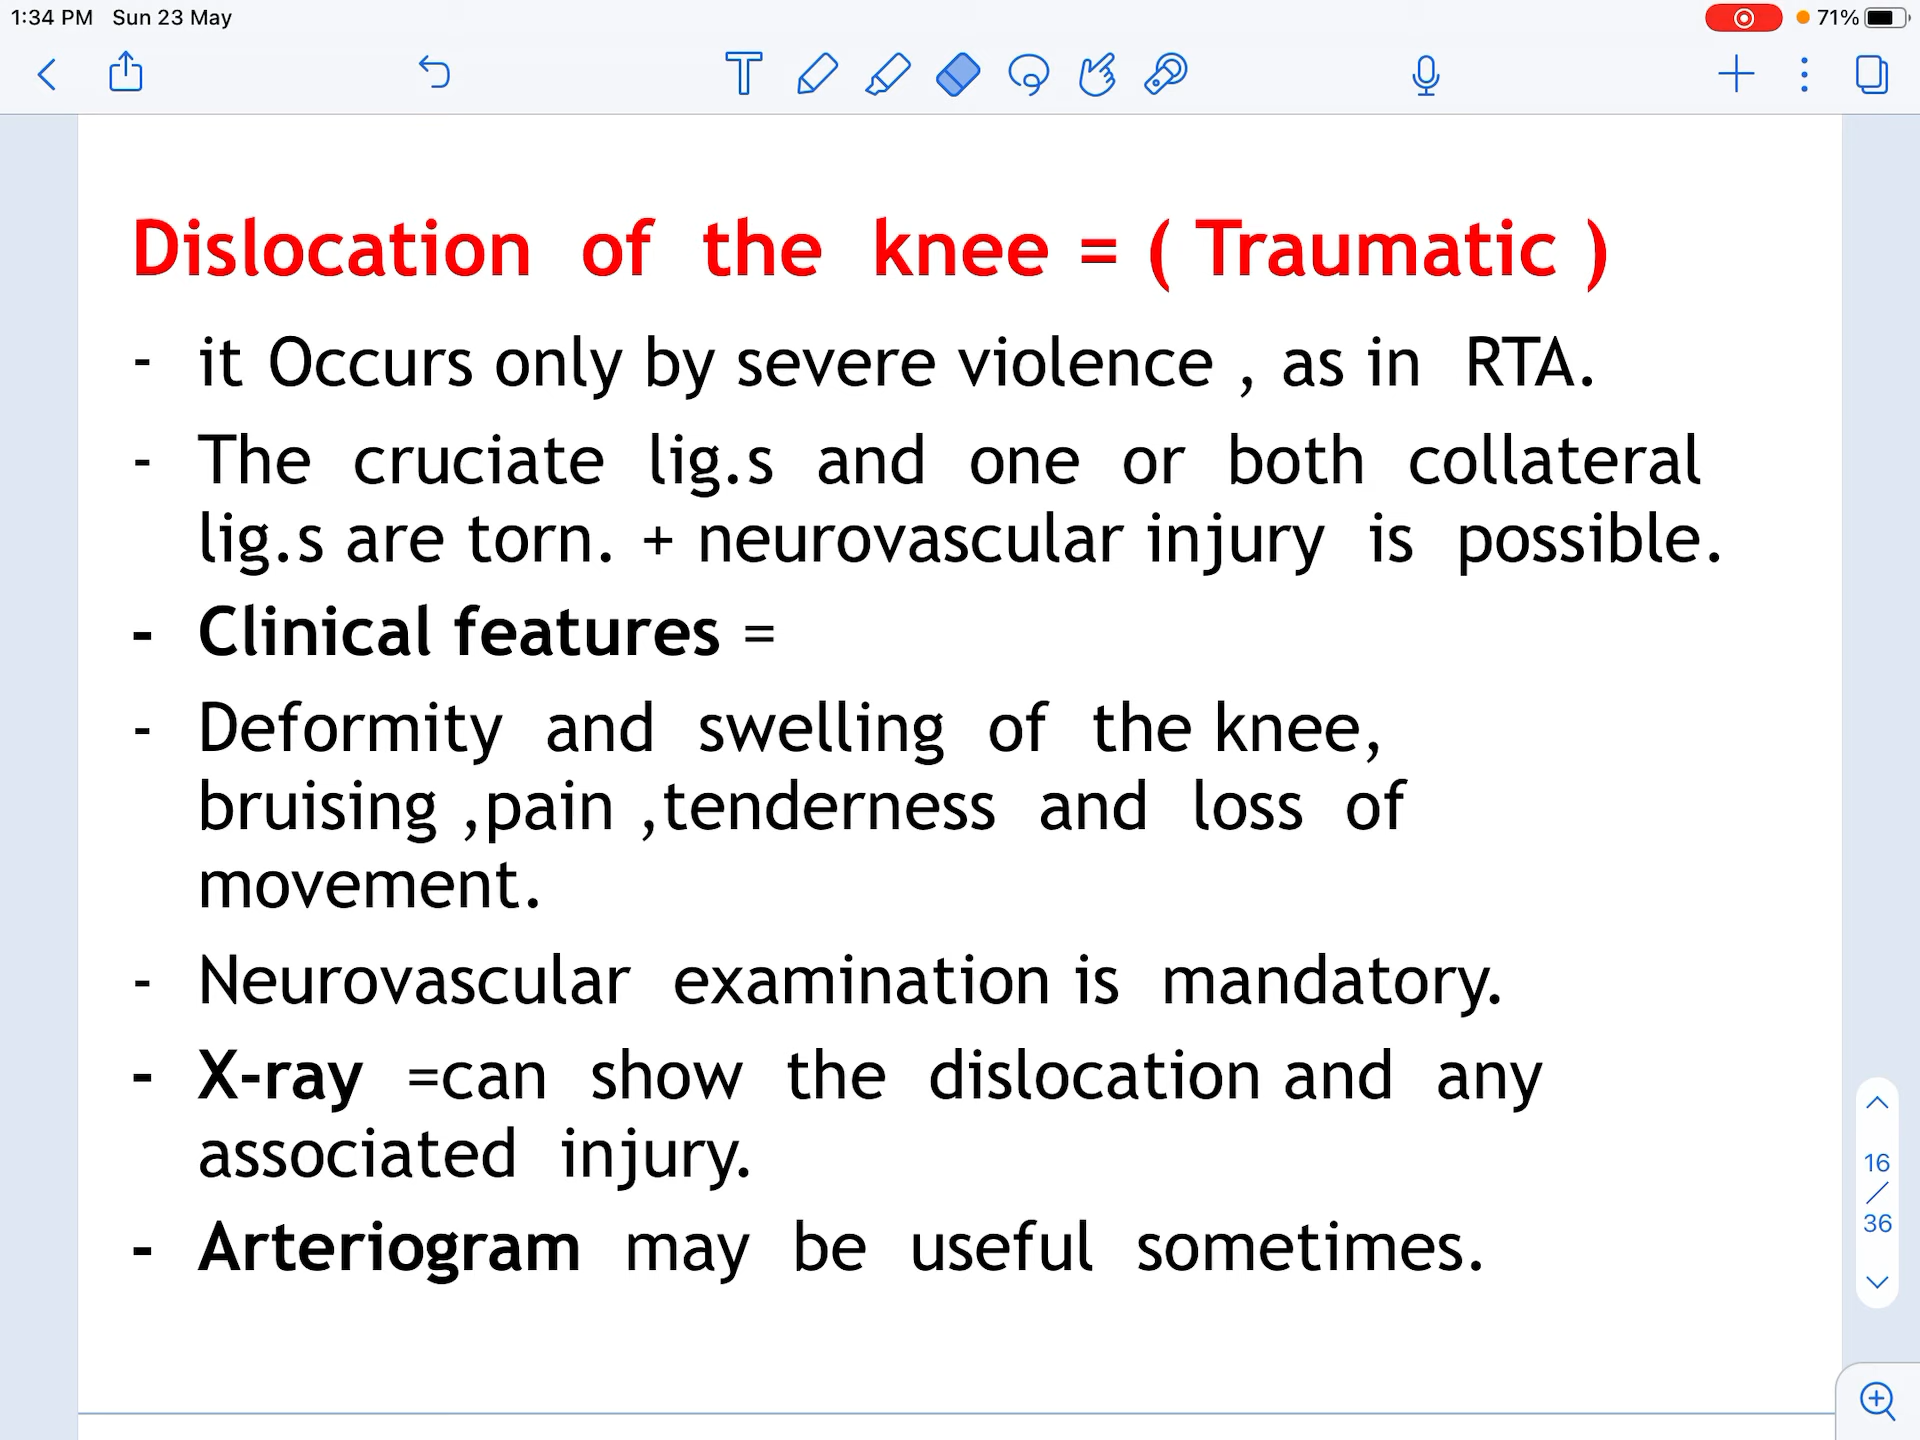 1:34 PM Sun 23 May
71%
Dislocation of the knee = ( Traumatic )
- it Occurs only by severe violence , as in RTA.
- The cruciate lig.s and one or both collateral
lig.s are torn. + neurovascular injury is possible.
- Clinical features =
- Deformity and swelling of the knee,
bruising ,pain ,tenderness and loss of
movement.
- Neurovascular examination is mandatory.
- X-ray =can show the dislocation and any
associated injury.
- Arteriogram may be useful sometimes.
16
/
36